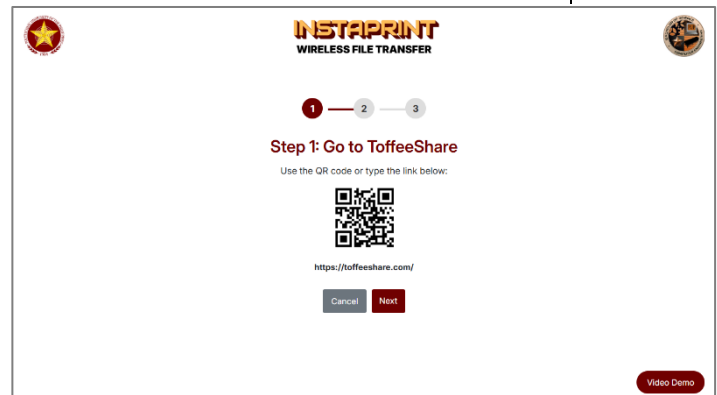 INSTAPRINT
WIRELESS FILE TRANSFER
1
2
3
Step 1: Go to ToffeeShare
Use the QR code or type the link below:
https://toffeeshare.com/
Cancel
Next
Video Demo